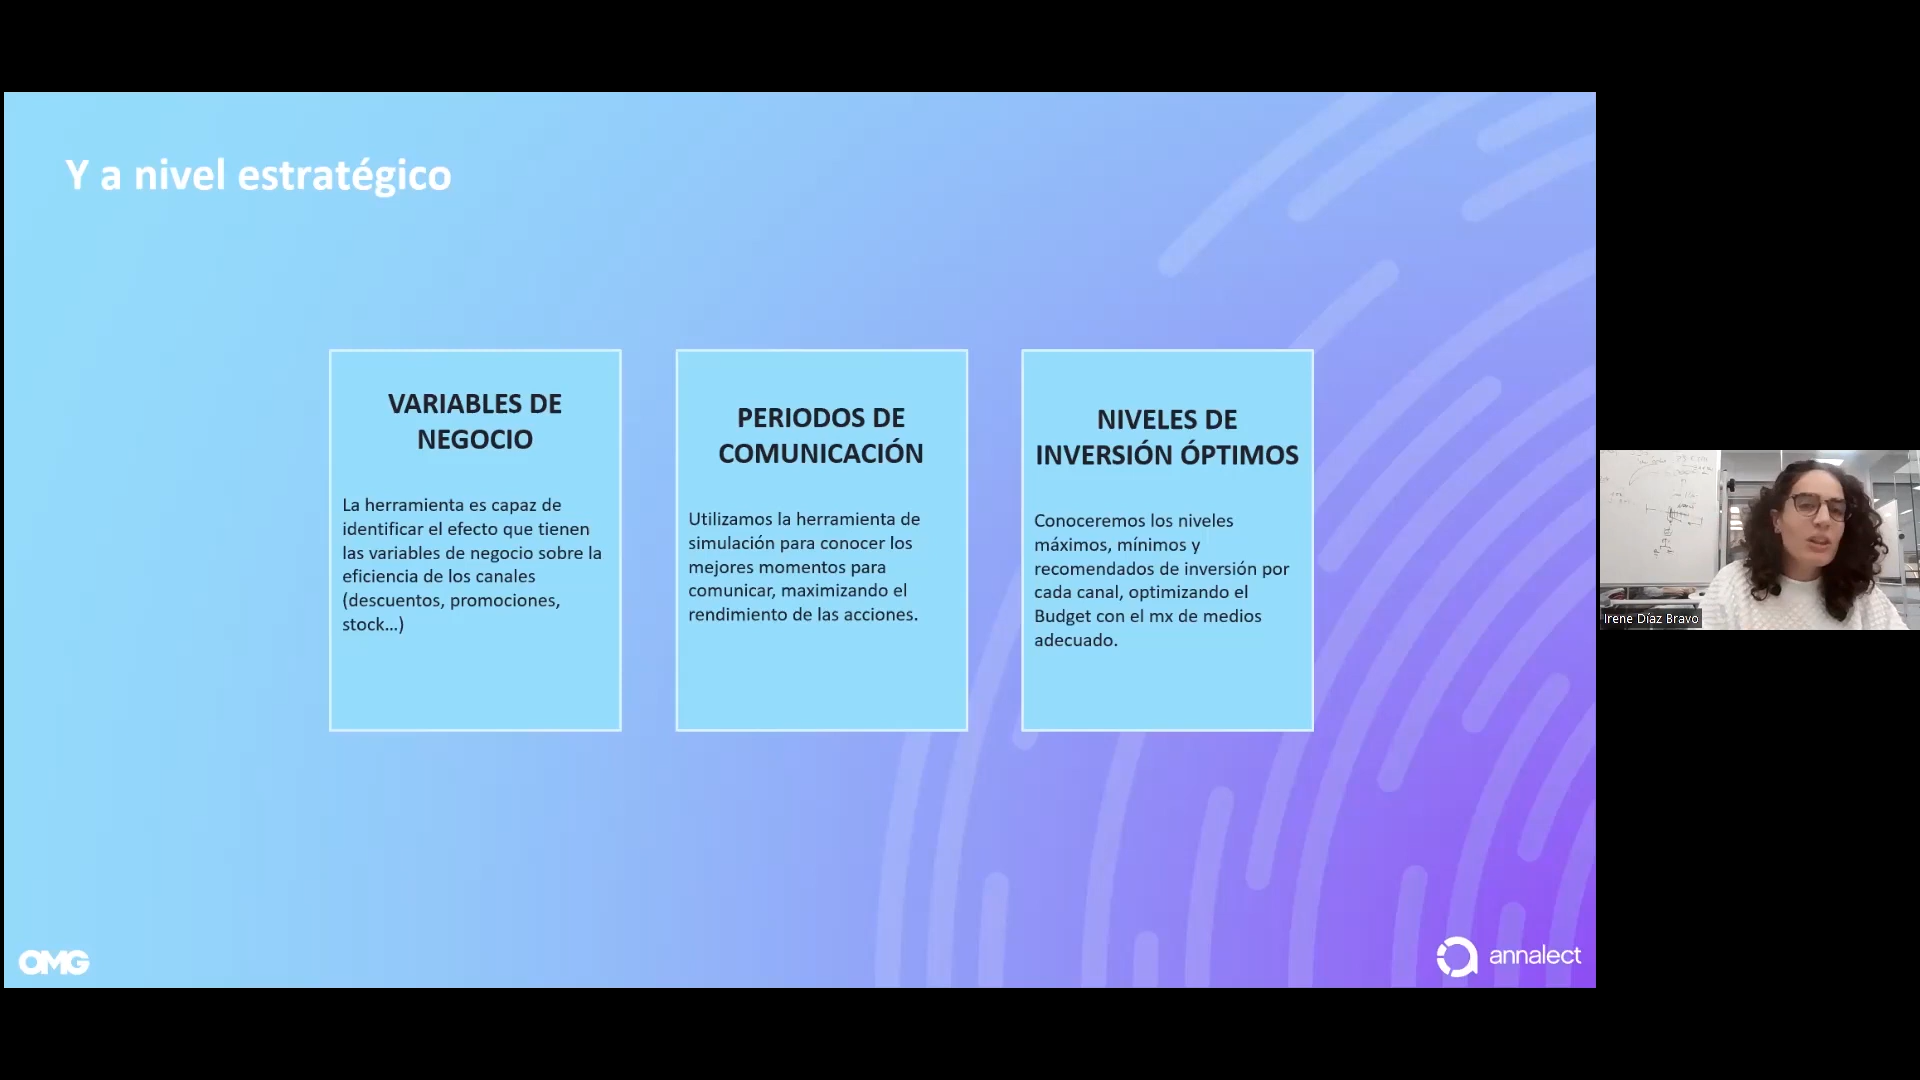 Y a nivel estratégico
VARIABLES DE
NEGOCIO
La herramienta es capaz de
identificar el efecto que tienen
las variables de negocio sobre la
eficiencia de los canales
(descuentos, promociones,
stock...)
PERIODOS DE
COMUNICACIÓN
Utilizamos la herramienta de
simulación para conocer los
mejores momentos para
comunicar, maximizando el
rendimiento de las acciones.
NIVELES DE
INVERSIÓN ÓPTIMOS
Conoceremos los niveles
máximos, mínimos y
recomendados de inversión por
cada canal, optimizando el
Budget con el mx de medios
adecuado.
Irene Díaz Bravo
OMG
annalect